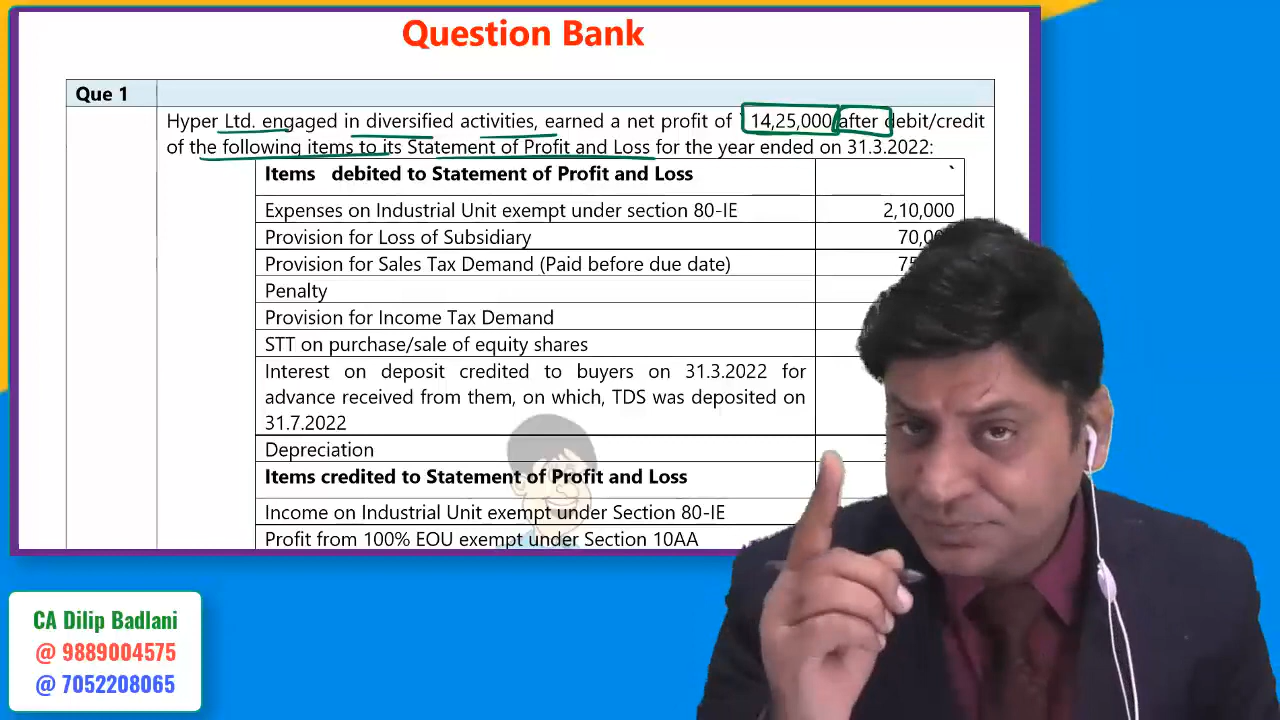 Question Bank
Que 1
Hyper Ltd. engaged in diversified activities, earned a net profit of ` 14,25,000 after debit/credit
of the following items to its Statement of Profit and Loss for the year ended on 31.3.2022:
Items debited to Statement of Profit and Loss `
Expenses on Industrial Unit exempt under section 80-IE 2,10,000
Provision for Loss of Subsidiary
Provision for Sales Tax Demand (Paid before due date)
Penalty
Provision for Income Tax Demand
STT on purchase/sale of equity shares
Interest on deposit credited to buyers on 31.3.2022 for
advance received from them, on which, TDS was deposited on
31.7.2022
Depreciation
Items credited to Statement of Profit and Loss
Income on Industrial Unit exempt under Section 80-IE
Profit from 100% EOU exempt under Section 10AA
CA Dilip Badlani
@ 9889004575
@ 7052208065